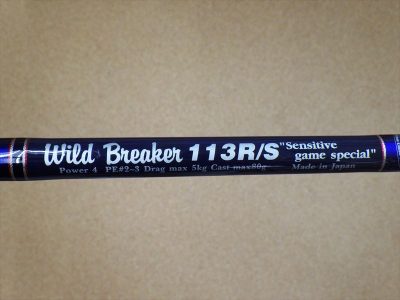 Wild Breaker 113R/S "Sensitive
game special"
Power 4 PE#2~3 Drag max 5kg Cast max80g Made in Japan